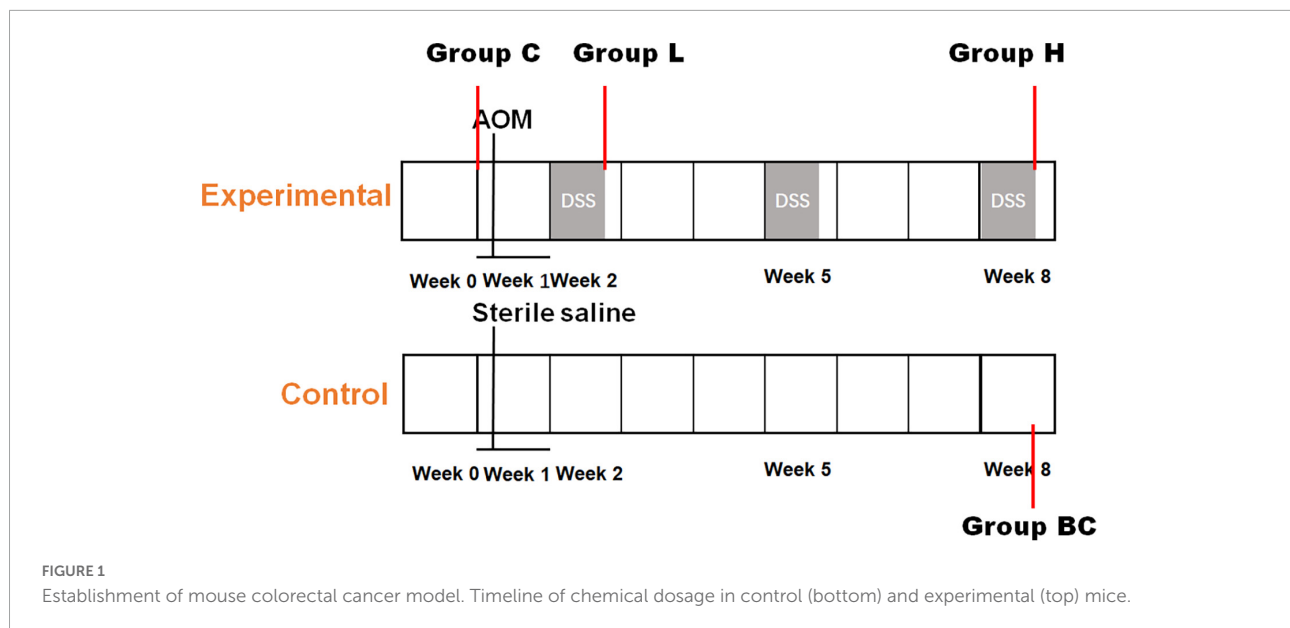 Group C Group L Group H
AOM
Experimental
DSS DSS DSS
Week 0 Week 1 Week 2 Week 5 Week 8
Sterile saline
Control
Week 0 Week 1 Week 2 Week 5 Week 8
Group BC
FIGURE 1
Establishment of mouse colorectal cancer model. Timeline of chemical dosage in control (bottom) and experimental (top) mice.